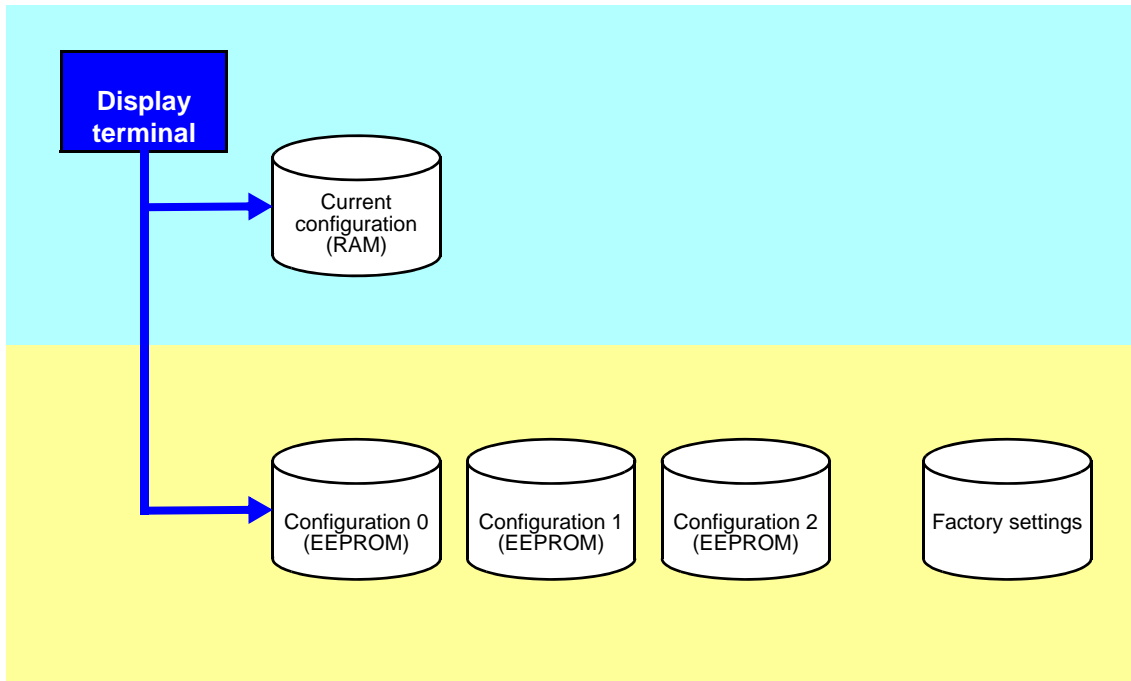 Display
terminal
Current
configuration
(RAM)
Configuration 0
(EEPROM)
Configuration 1
(EEPROM)
Configuration 2
(EEPROM)
Factory settings